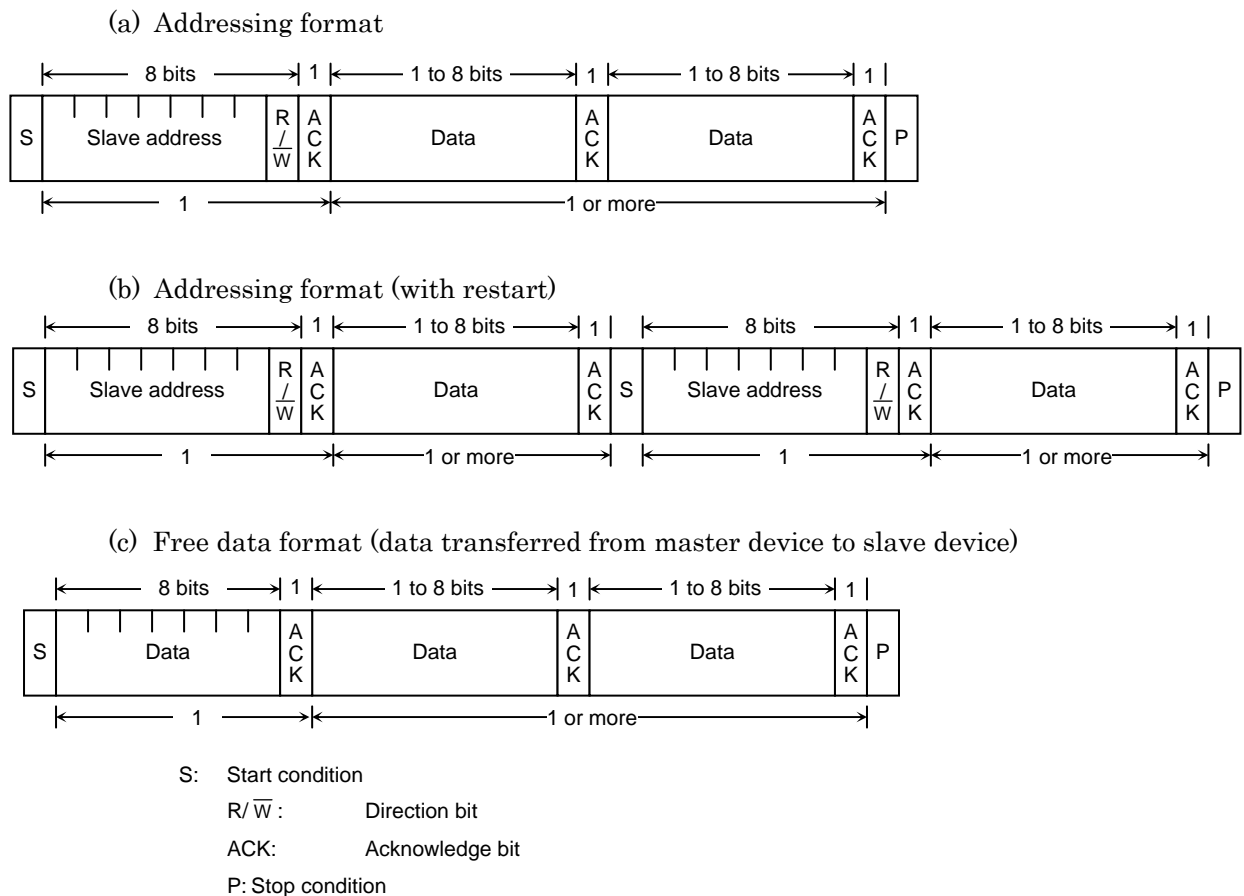 (a) Addressing format
8 bits 1 1 to 8 bits 1 1 to 8 bits 1
S Slave address R/W̅ ACK Data ACK Data ACK P
1 1 or more
(b) Addressing format (with restart)
8 bits 1 1 to 8 bits 1 8 bits 1 1 to 8 bits 1
S Slave address R/W̅ ACK Data ACK S Slave address R/W̅ ACK Data ACK P
1 1 or more 1 1 or more
(c) Free data format (data transferred from master device to slave device)
8 bits 1 1 to 8 bits 1 1 to 8 bits 1
S Data ACK Data ACK Data ACK P
1 1 or more
S: Start condition
R/W̅ : Direction bit
ACK: Acknowledge bit
P: Stop condition